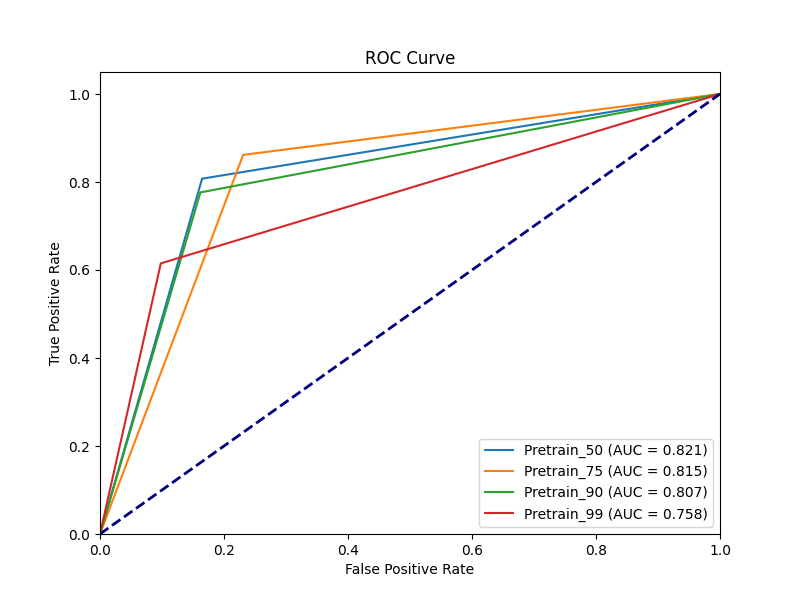 ROC Curve
True Positive Rate
1.0
0.8
0.6
0.4
0.2
0.0
0.0 0.2 0.4 0.6 0.8 1.0
False Positive Rate
Pretrain_50 (AUC = 0.821)
Pretrain_75 (AUC = 0.815)
Pretrain_90 (AUC = 0.807)
Pretrain_99 (AUC = 0.758)